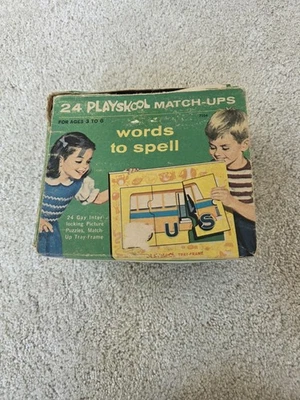 24 PLAYSKOOL MATCH-UPS
FOR AGES 3 TO 6
words
to spell
24 Gay Inter
locking Picture
Puzzles, Match
Up Tray-Frame
us